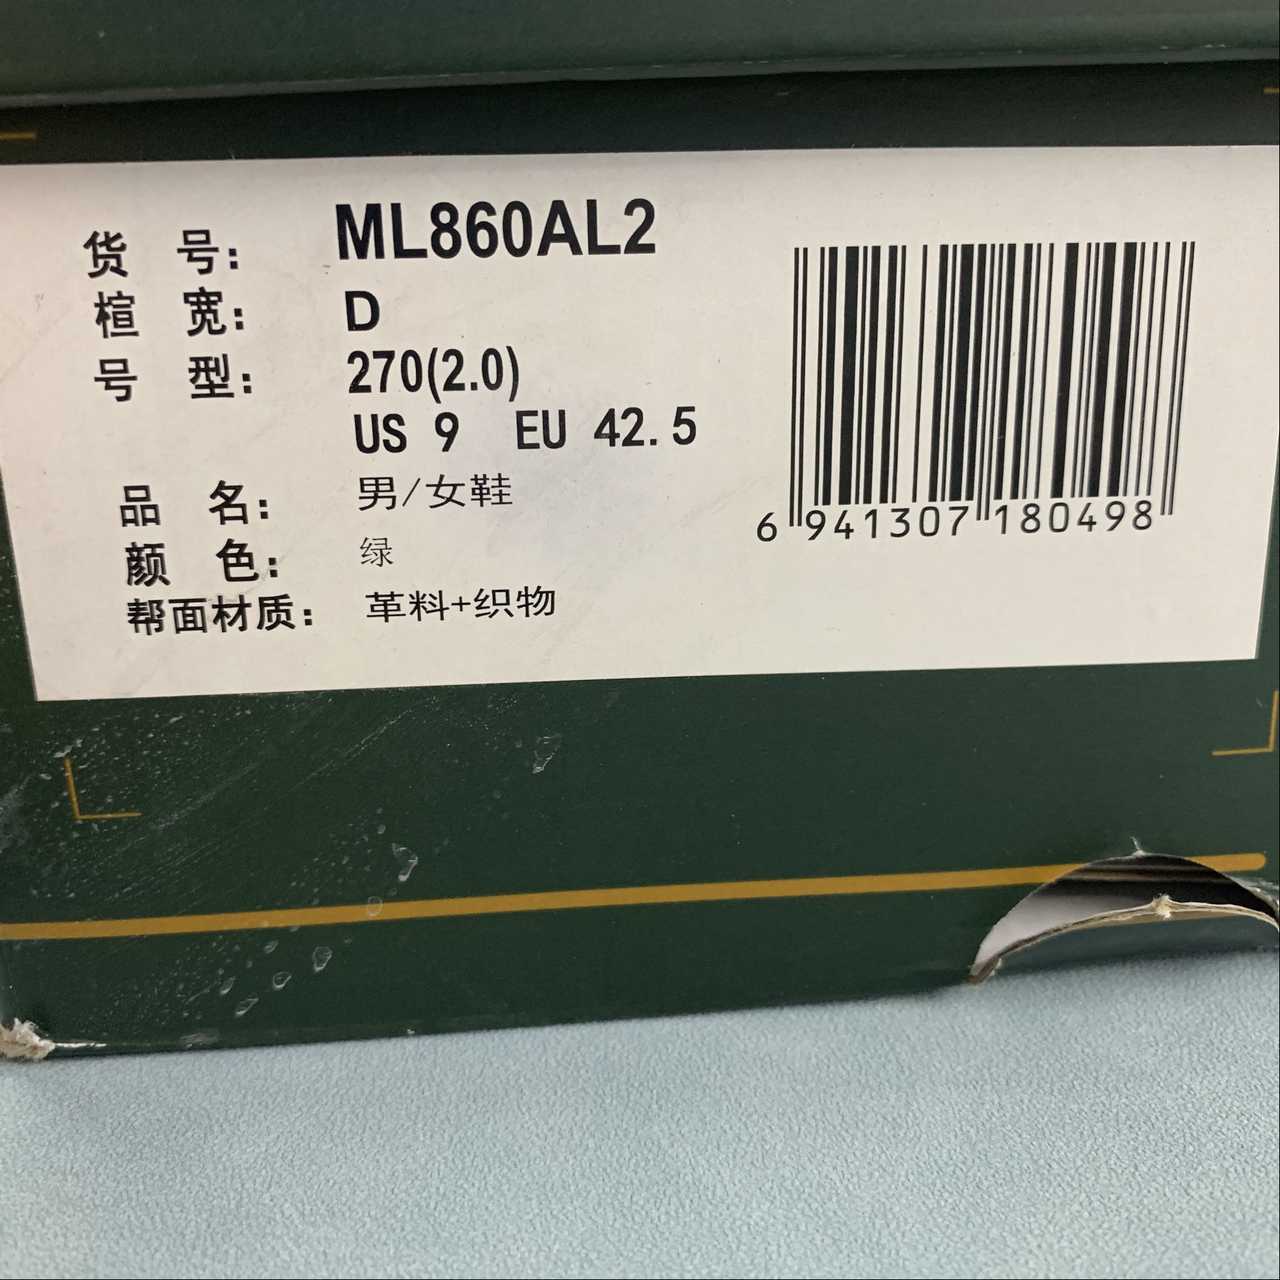 货 号: ML860AL2
楦 宽: D
号 型: 270(2.0)
US 9 EU 42.5
品 名: 男/女鞋
颜 色: 绿
帮面材质: 革料+织物
6 941307 180498